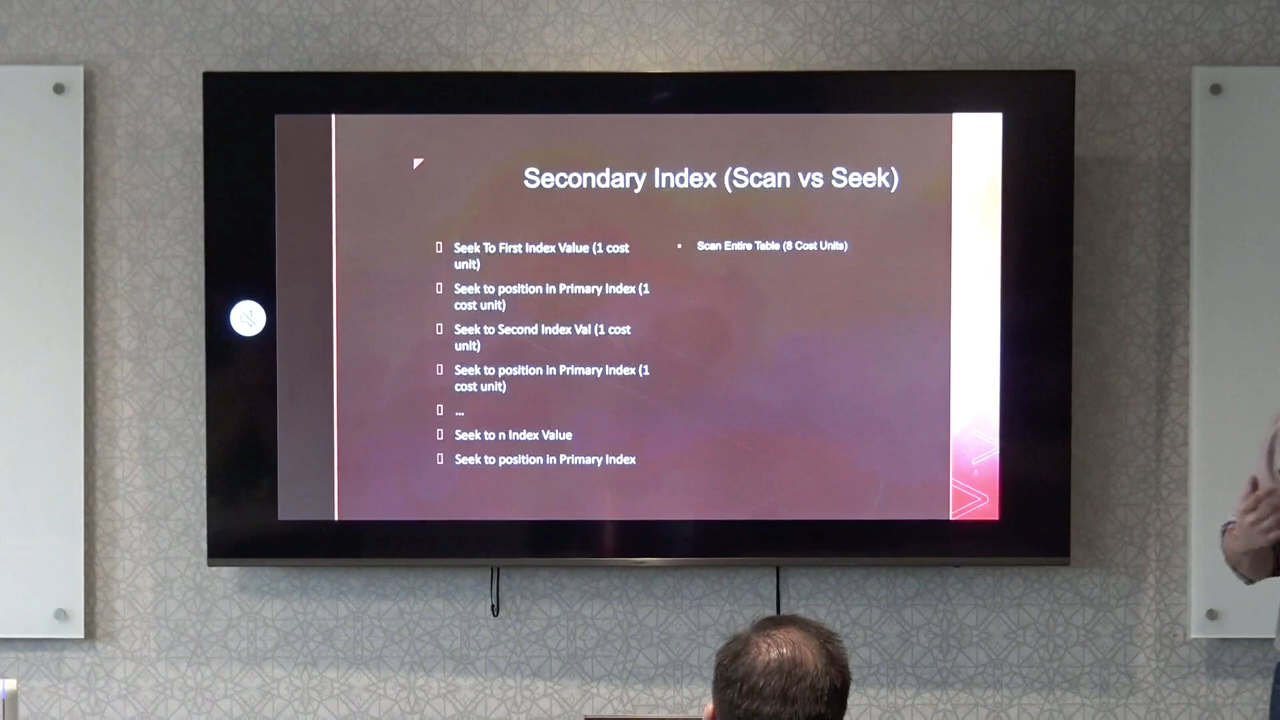 Secondary Index (Scan vs Seek)
Seek To First Index Value (1 cost
unit)
Seek to position in Primary Index (1
cost unit)
Seek to Second Index Val (1 cost
unit)
Seek to position in Primary Index (1
cost unit)
...
Seek to n Index Value
Seek to position in Primary Index
Scan Entire Table (8 Cost Units)